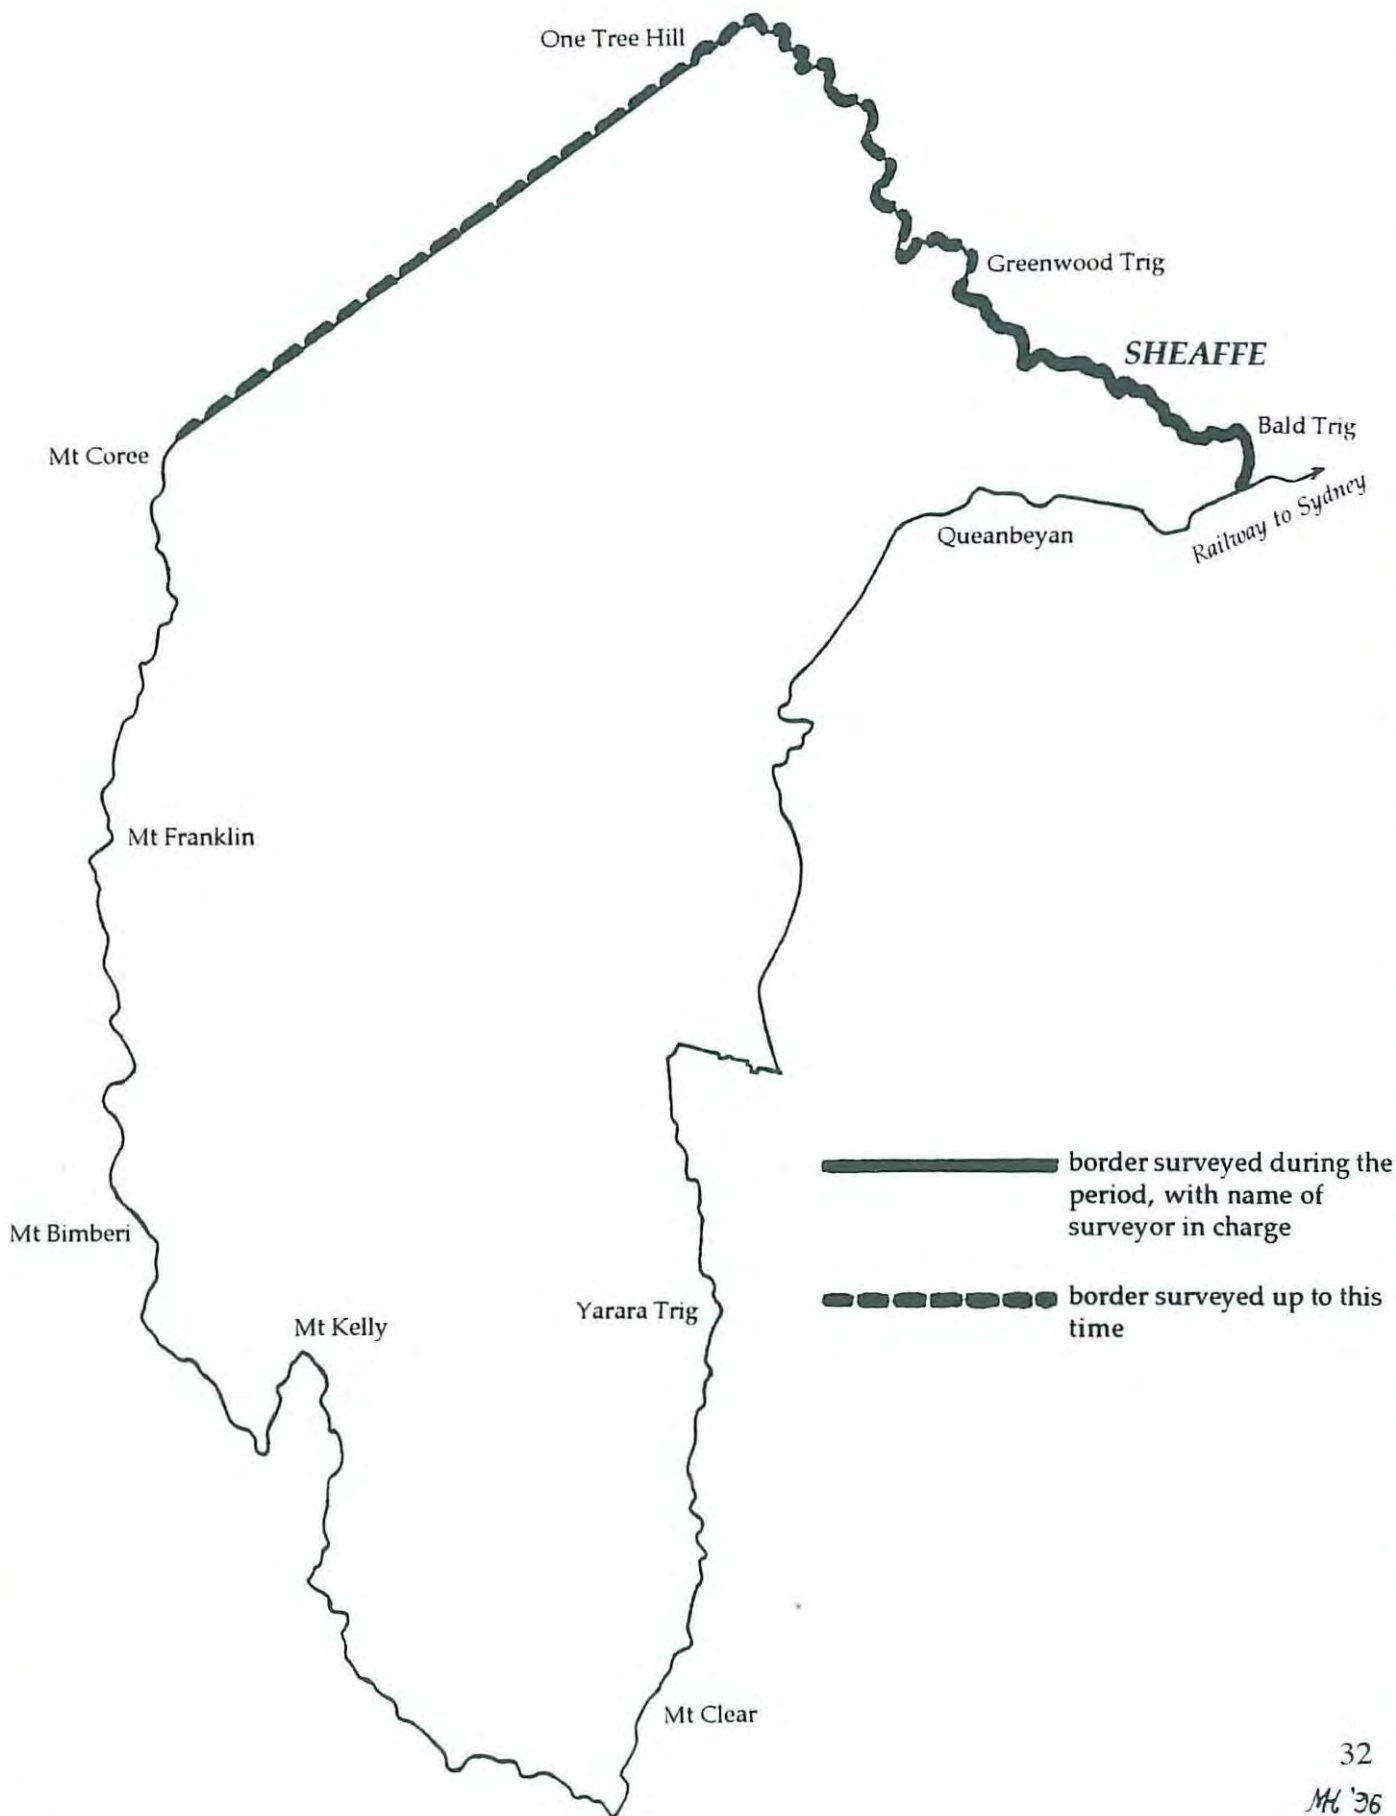 One Tree Hill
Greenwood Trig
SHEAFFE
Bald Trig
Mt Coree
Railway to Sydney
Queanbeyan
Mt Franklin
border surveyed during the
period, with name of
surveyor in charge
Mt Bimberi
border surveyed up to this
time
Yarara Trig
Mt Kelly
Mt Clear
32
MH '96